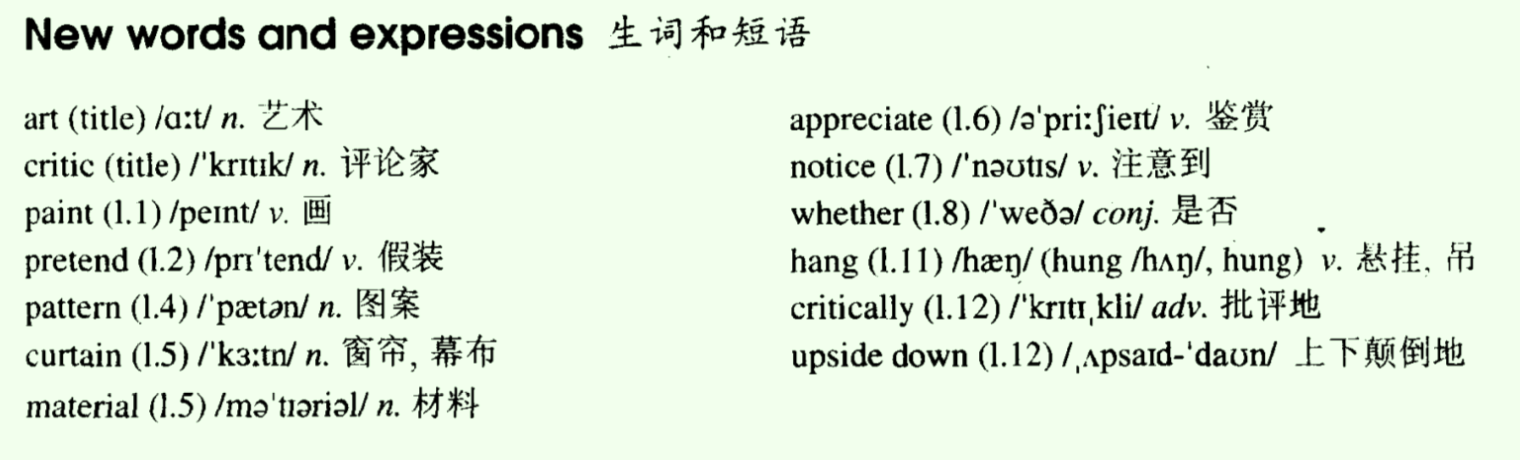 New words and expressions 生词和短语
art (title) /ɑːt/ n. 艺术
critic (title) /ˈkrɪtɪk/ n. 评论家
paint (l.1) /peɪnt/ v. 画
pretend (l.2) /prɪˈtend/ v. 假装
pattern (l.4) /ˈpætən/ n. 图案
curtain (l.5) /ˈkɜːtn/ n. 窗帘, 幕布
material (l.5) /məˈtɪəriəl/ n. 材料
appreciate (l.6) /əˈpriːʃieɪt/ v. 鉴赏
notice (l.7) /ˈnəʊtɪs/ v. 注意到
whether (l.8) /ˈweðə/ conj. 是否
hang (l.11) /hæŋ/ (hung /hʌŋ/, hung) v. 悬挂, 吊
critically (l.12) /ˈkrɪtɪˌkli/ adv. 批评地
upside down (l.12) /ˌʌpsaɪd-ˈdaʊn/ 上下颠倒地